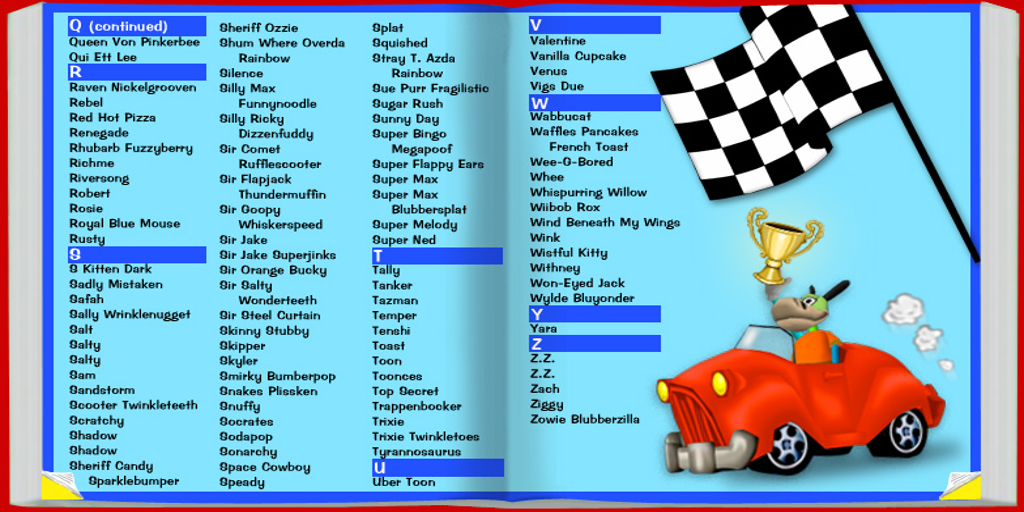 Q (continued)
Queen Von Pinkerbee
Qui Ett Lee
R
Raven Nickelgrooven
Rebel
Red Hot Pizza
Renegade
Rhubarb Fuzzyberry
Richme
Riversong
Robert
Rosie
Royal Blue Mouse
Rusty
S
S Kitten Dark
Sadly Mistaken
Safah
Sally Wrinklenugget
Salt
Salty
Salty
Sam
Sandstorm
Scooter Twinkleteeth
Scratchy
Shadow
Shadow
Sheriff Candy
Sparklebumper
Sheriff Ozzie
Shum Where Overda
Rainbow
Silence
Silly Max
Funnynoodle
Silly Ricky
Dizzenfuddy
Sir Comet
Rufflescooter
Sir Flapjack
Thundermuffin
Sir Goopy
Whiskerspeed
Sir Jake
Sir Jake Superjinks
Sir Orange Bucky
Sir Salty
Wonderteeth
Sir Steel Curtain
Skinny Stubby
Skipper
Skyler
Smirky Bumberpop
Snakes Plissken
Snuffy
Socrates
Sodapop
Sonarchy
Space Cowboy
Speady
Splat
Squished
Stray T. Azda
Rainbow
Sue Purr Fragilistic
Sugar Rush
Sunny Day
Super Bingo
Megapoof
Super Flappy Ears
Super Max
Super Max
Blubbersplat
Super Melody
Super Ned
T
Tally
Tanker
Tazman
Temper
Tenshi
Toast
Toon
Toonces
Top Secret
Trappenbocker
Trixie
Trixie Twinkletoes
Tyrannosaurus
U
Uber Toon
V
Valentine
Vanilla Cupcake
Venus
Vigs Due
W
Wabbucat
Waffles Pancakes
French Toast
Wee-G-Bored
Whee
Whispurring Willow
Wiibob Rox
Wind Beneath My Wings
Wink
Wistful Kitty
Withney
Won-Eyed Jack
Wylde Bluyonder
Y
Yara
Z
Z.Z.
Z.Z.
Zach
Ziggy
Zowie Blubberzilla